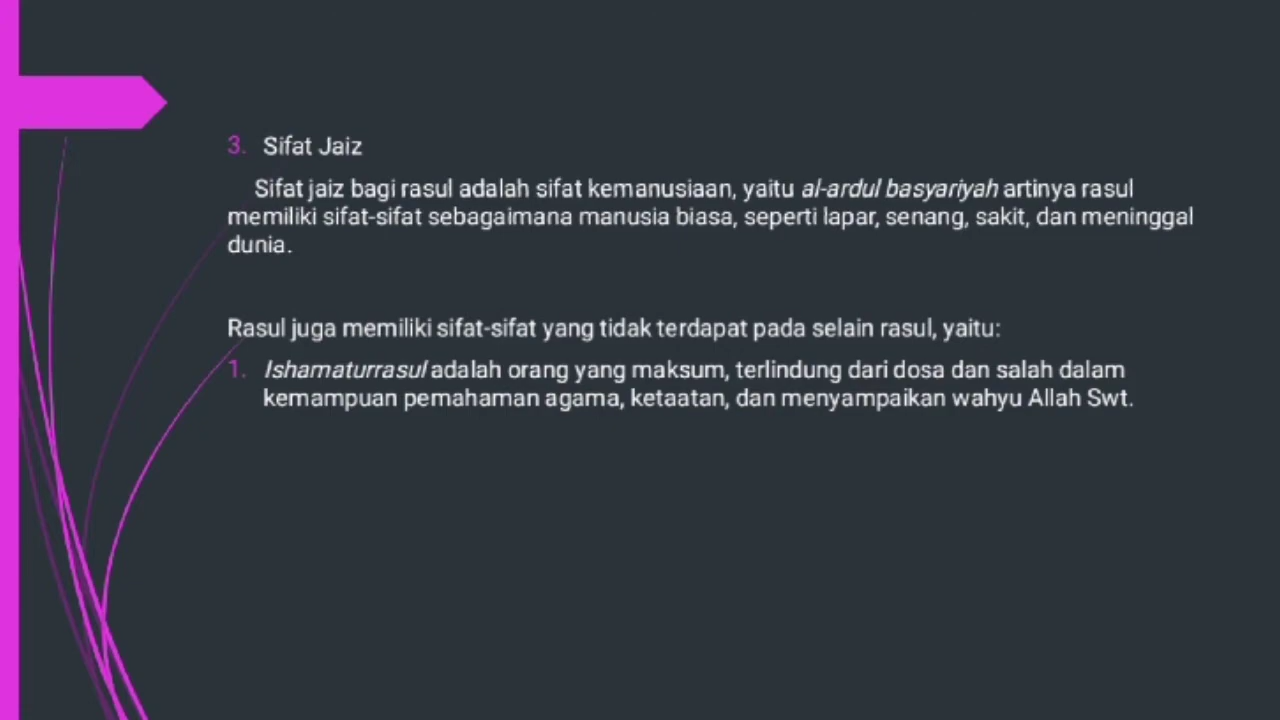 3. Sifat Jaiz
Sifat jaiz bagi rasul adalah sifat kemanusiaan, yaitu al-ardul basyariyah artinya rasul
memiliki sifat-sifat sebagaimana manusia biasa, seperti lapar, senang, sakit, dan meninggal
dunia.
Rasul juga memiliki sifat-sifat yang tidak terdapat pada selain rasul, yaitu:
1. Ishamaturrasul adalah orang yang maksum, terlindung dari dosa dan salah dalam
kemampuan pemahaman agama, ketaatan, dan menyampaikan wahyu Allah Swt.